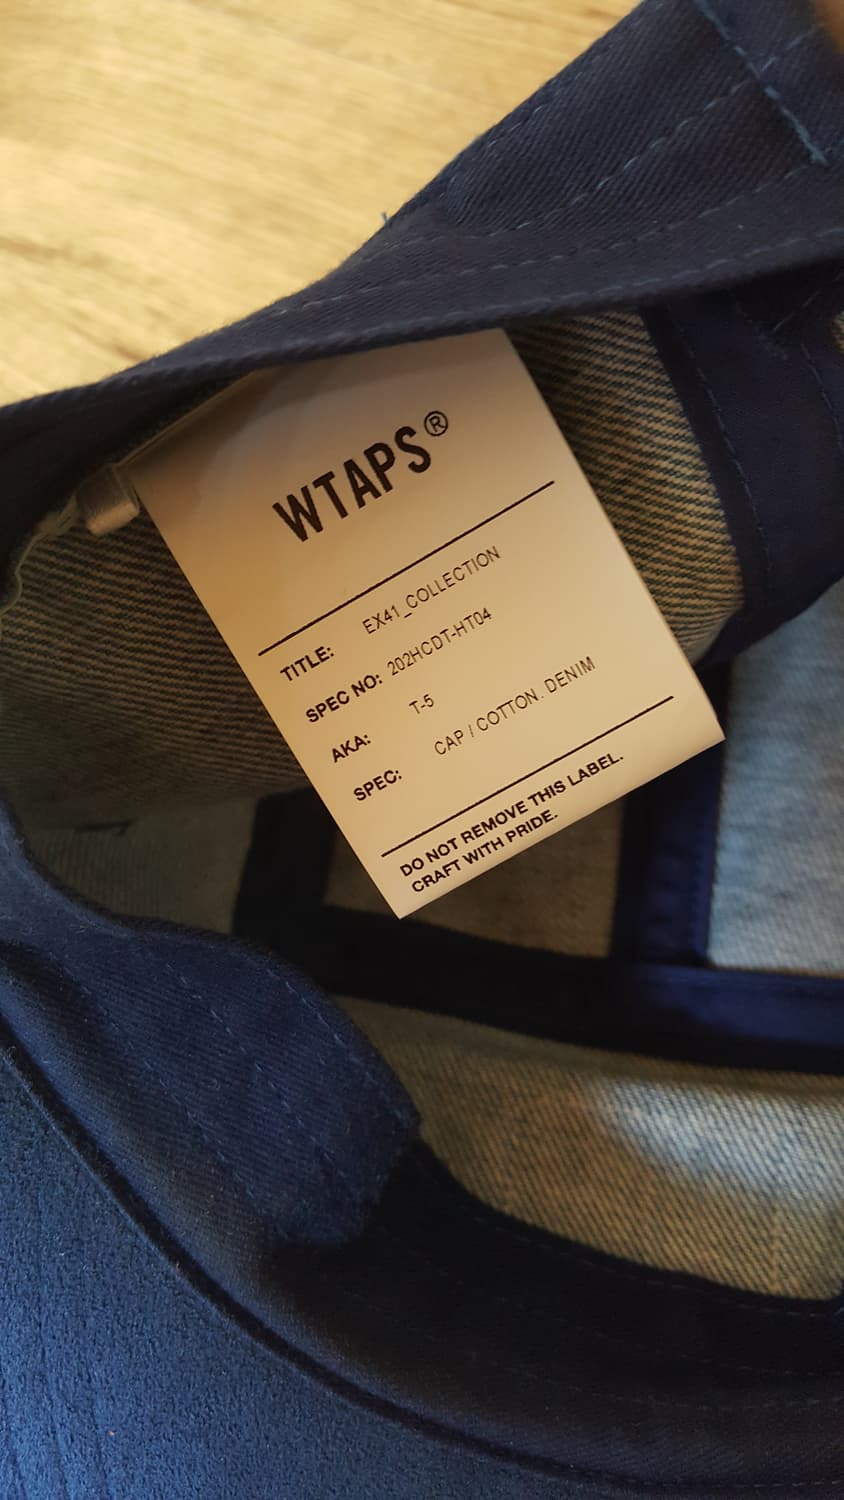 WTAPS®
TITLE: EX41_COLLECTION
SPEC NO: 202HCDT-HT04
AKA: T-5
SPEC: CAP / COTTON. DENIM
DO NOT REMOVE THIS LABEL.
CRAFT WITH PRIDE.